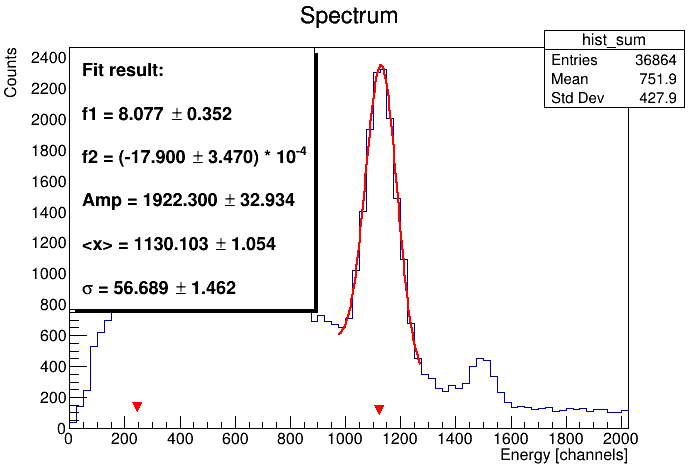 Spectrum
hist_sum
Entries 36864
Mean 751.9
Std Dev 427.9
Counts
2400
2200
2000
1800
1600
1400
1200
1000
800
600
400
200
0
Fit result:
f1 = 8.077 ± 0.352
f2 = (-17.900 ± 3.470) * 10^-4
Amp = 1922.300 ± 32.934
<x> = 1130.103 ± 1.054
σ = 56.689 ± 1.462
0 200 400 600 800 1000 1200 1400 1600 1800 2000
Energy [channels]